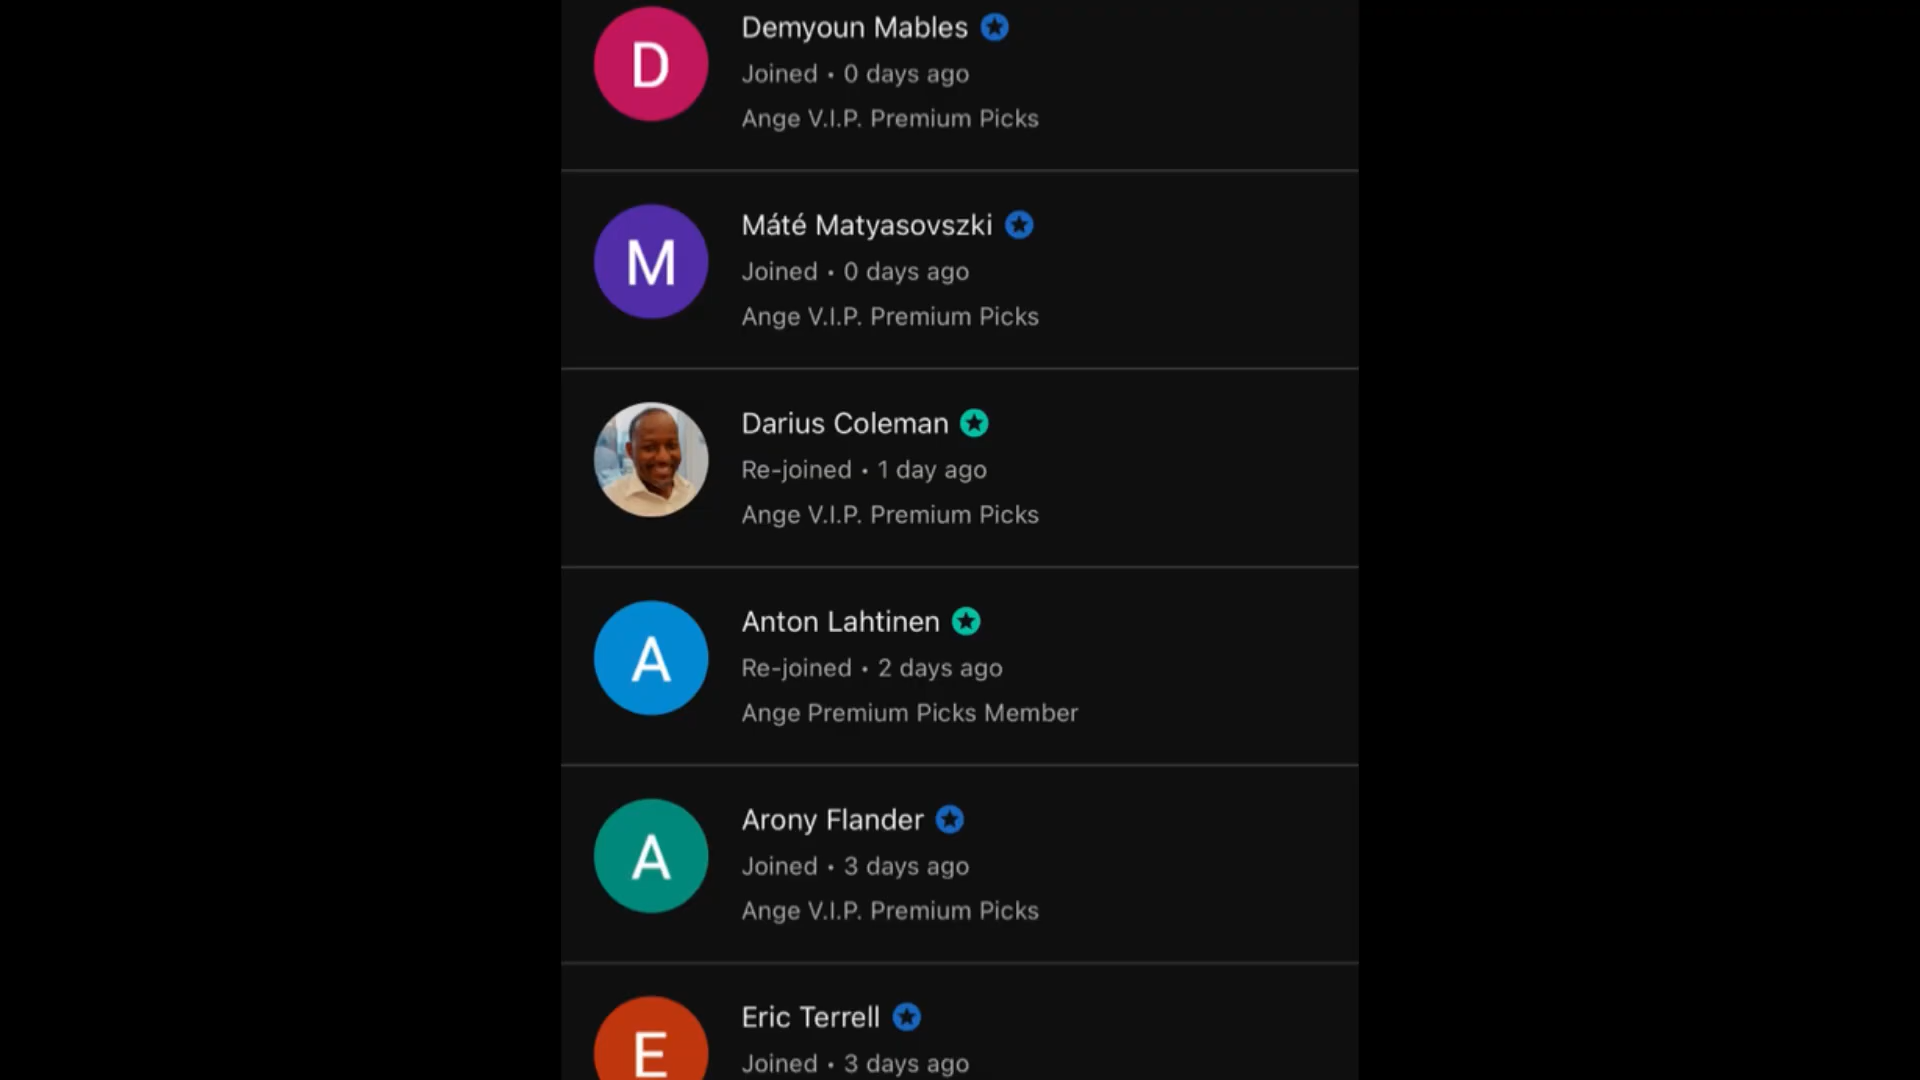 D
Demyoun Mables
Joined • 0 days ago
Ange V.I.P. Premium Picks
M
Máté Matyasovszki
Joined • 0 days ago
Ange V.I.P. Premium Picks
Darius Coleman
Re-joined • 1 day ago
Ange V.I.P. Premium Picks
A
Anton Lahtinen
Re-joined • 2 days ago
Ange Premium Picks Member
A
Arony Flander
Joined • 3 days ago
Ange V.I.P. Premium Picks
E
Eric Terrell
Joined • 3 days ago